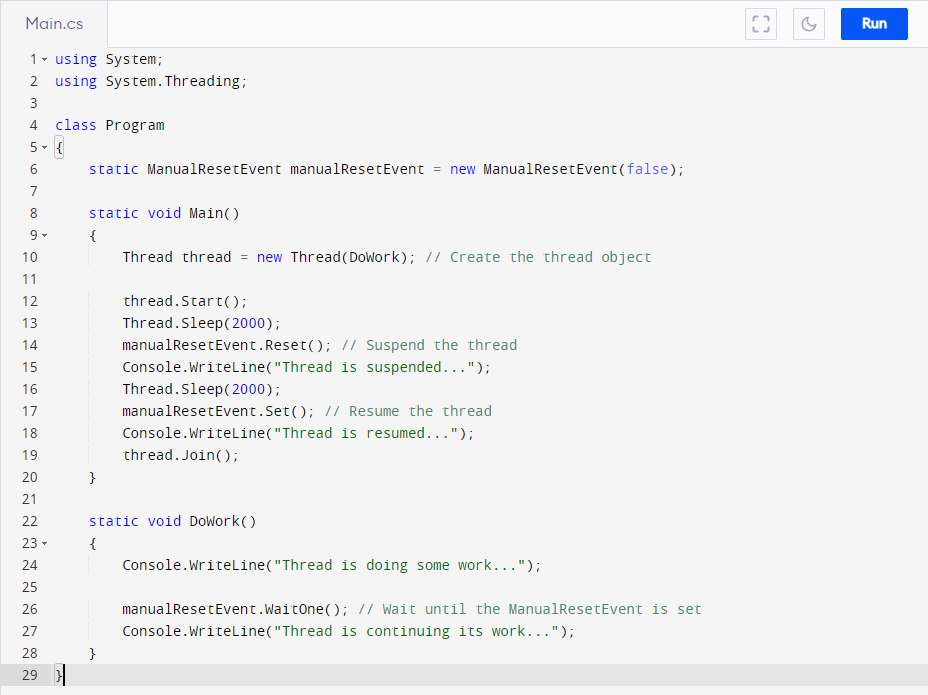 Main.cs
Run
1 using System;
2 using System.Threading;
3
4 class Program
5 {
6     static ManualResetEvent manualResetEvent = new ManualResetEvent(false);
7
8     static void Main()
9     {
10         Thread thread = new Thread(DoWork); // Create the thread object
11
12         thread.Start();
13         Thread.Sleep(2000);
14         manualResetEvent.Reset(); // Suspend the thread
15         Console.WriteLine("Thread is suspended...");
16         Thread.Sleep(2000);
17         manualResetEvent.Set(); // Resume the thread
18         Console.WriteLine("Thread is resumed...");
19         thread.Join();
20     }
21
22     static void DoWork()
23     {
24         Console.WriteLine("Thread is doing some work...");
25
26         manualResetEvent.WaitOne(); // Wait until the ManualResetEvent is set
27         Console.WriteLine("Thread is continuing its work...");
28     }
29 }